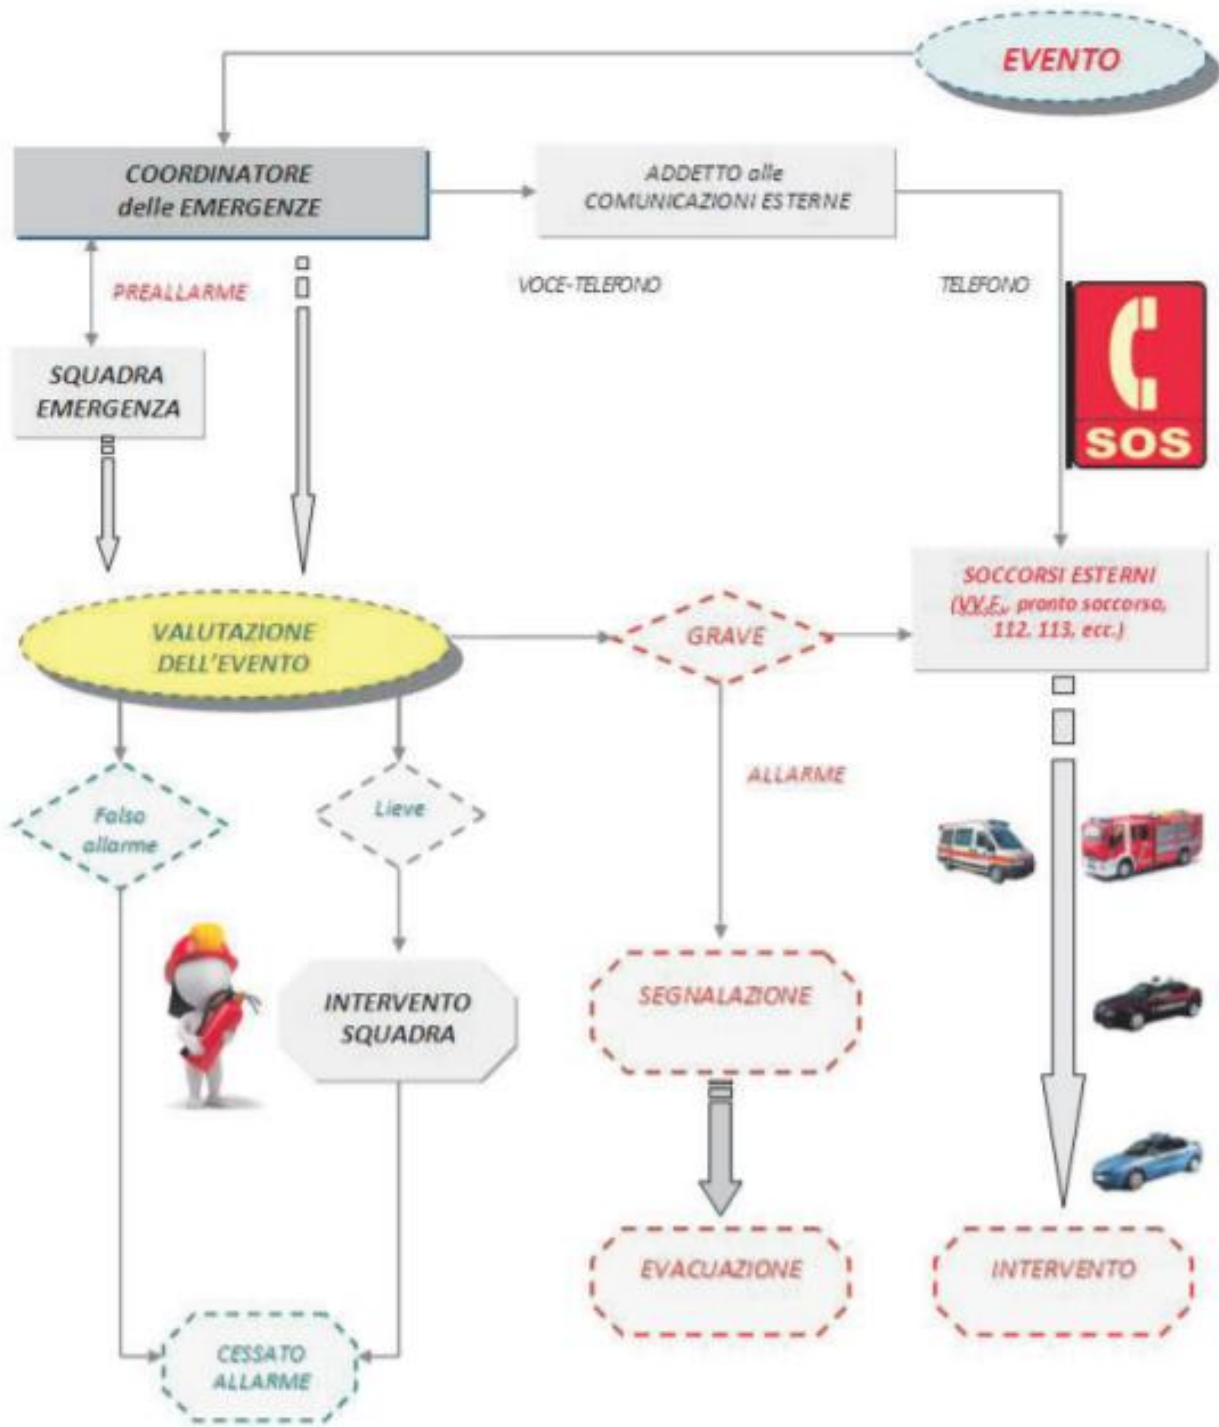 EVENTO
COORDINATORE
delle EMERGENZE
ADDETTO alle
COMUNICAZIONI ESTERNE
PREALLARME
VOCE-TELEFONO
TELEFONO
SOS
SQUADRA
EMERGENZA
SOCCORSI ESTERNI
(VV.F., pronto soccorso,
112, 113, ecc.)
VALUTAZIONE
DELL'EVENTO
GRAVE
ALLARME
Falso
allarme
Lieve
INTERVENTO
SQUADRA
SEGNALAZIONE
EVACUAZIONE
INTERVENTO
CESSATO
ALLARME